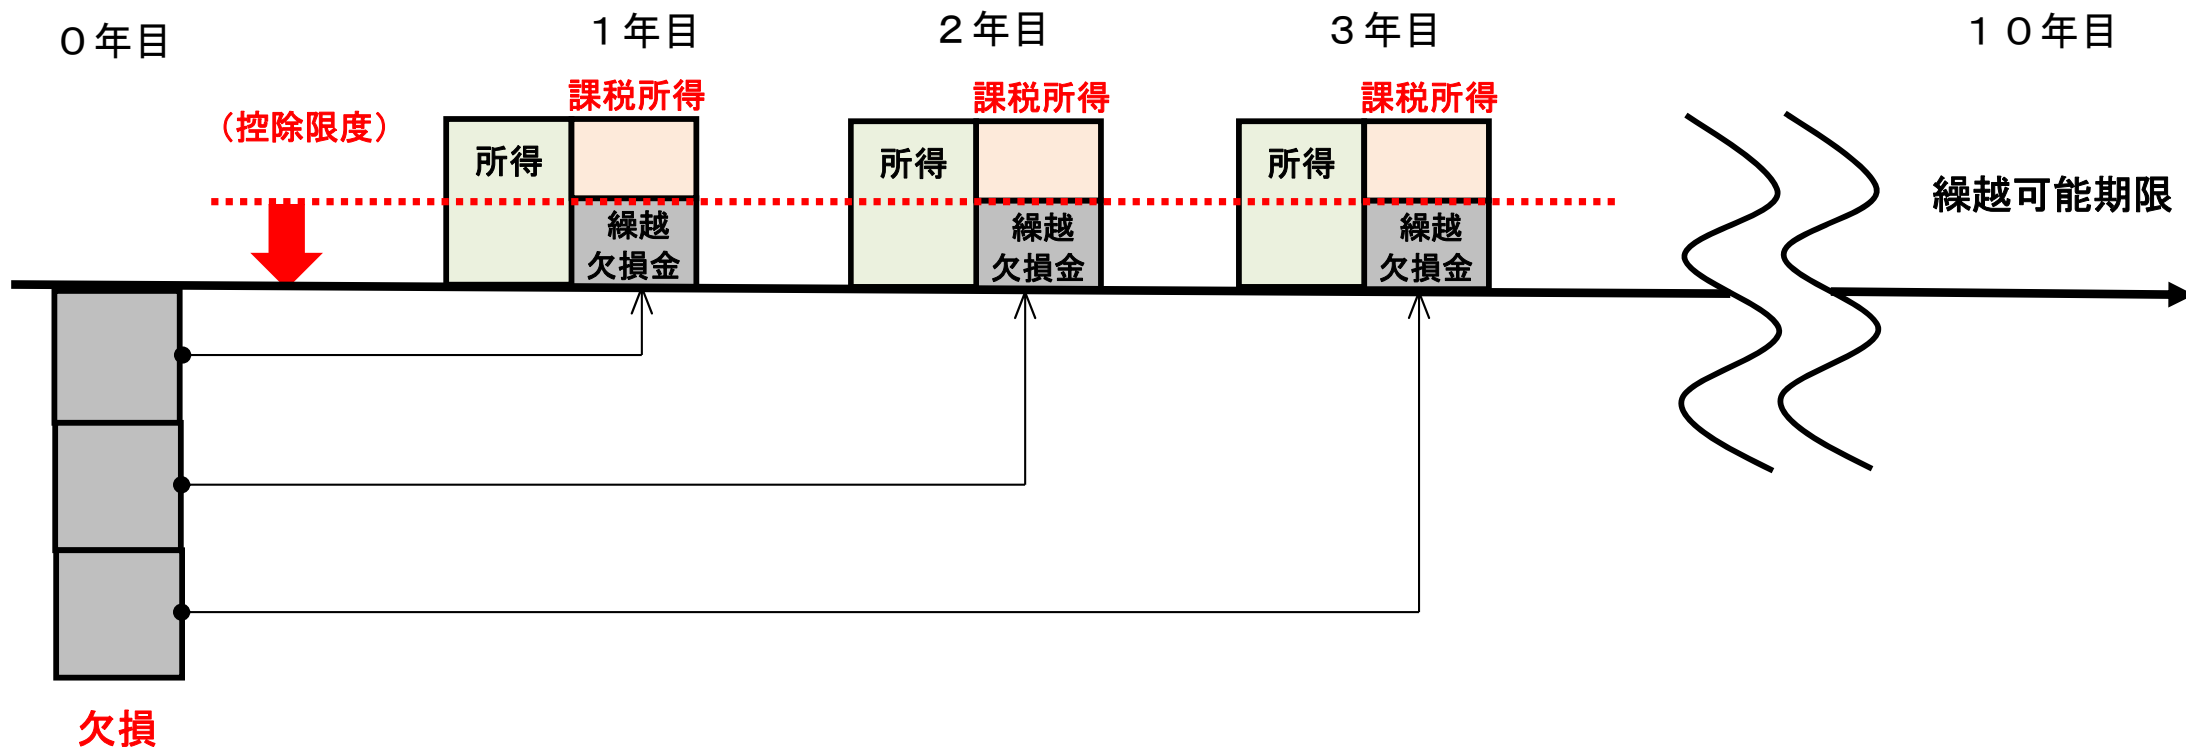 ０年目
１年目
２年目
３年目
１０年目
課税所得
課税所得
課税所得
（控除限度）
所得
所得
所得
繰越可能期限
繰越
欠損金
繰越
欠損金
繰越
欠損金
欠損